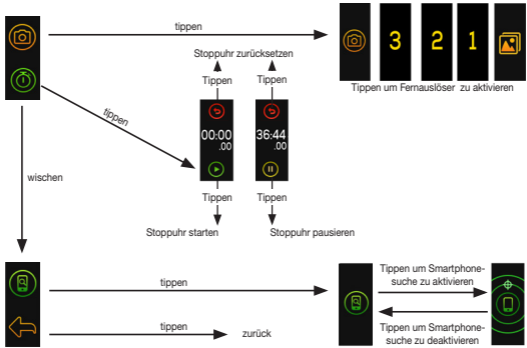 tippen
3 2 1
Tippen um Fernauslöser zu aktivieren
Stoppuhr zurücksetzen
Tippen Tippen
tippen
00:00
.00
36:44
.00
Tippen Tippen
Stoppuhr starten
Stoppuhr pausieren
wischen
tippen
Tippen um Smartphone-
suche zu aktivieren
Tippen um Smartphone-
suche zu deaktivieren
tippen
zurück